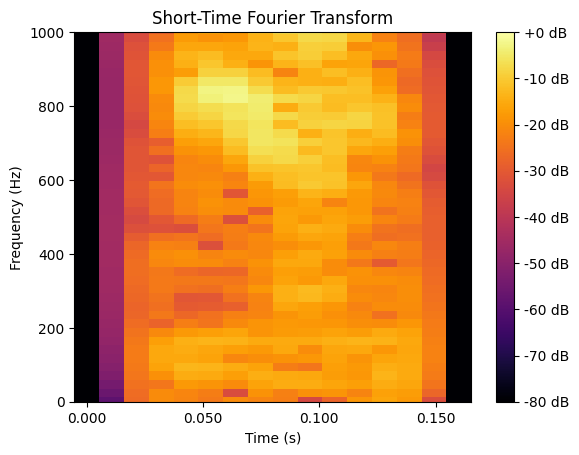 Short-Time Fourier Transform
Frequency (Hz)
1000
800
600
400
200
0
0.000
0.050
0.100
0.150
Time (s)
+0 dB
-10 dB
-20 dB
-30 dB
-40 dB
-50 dB
-60 dB
-70 dB
-80 dB